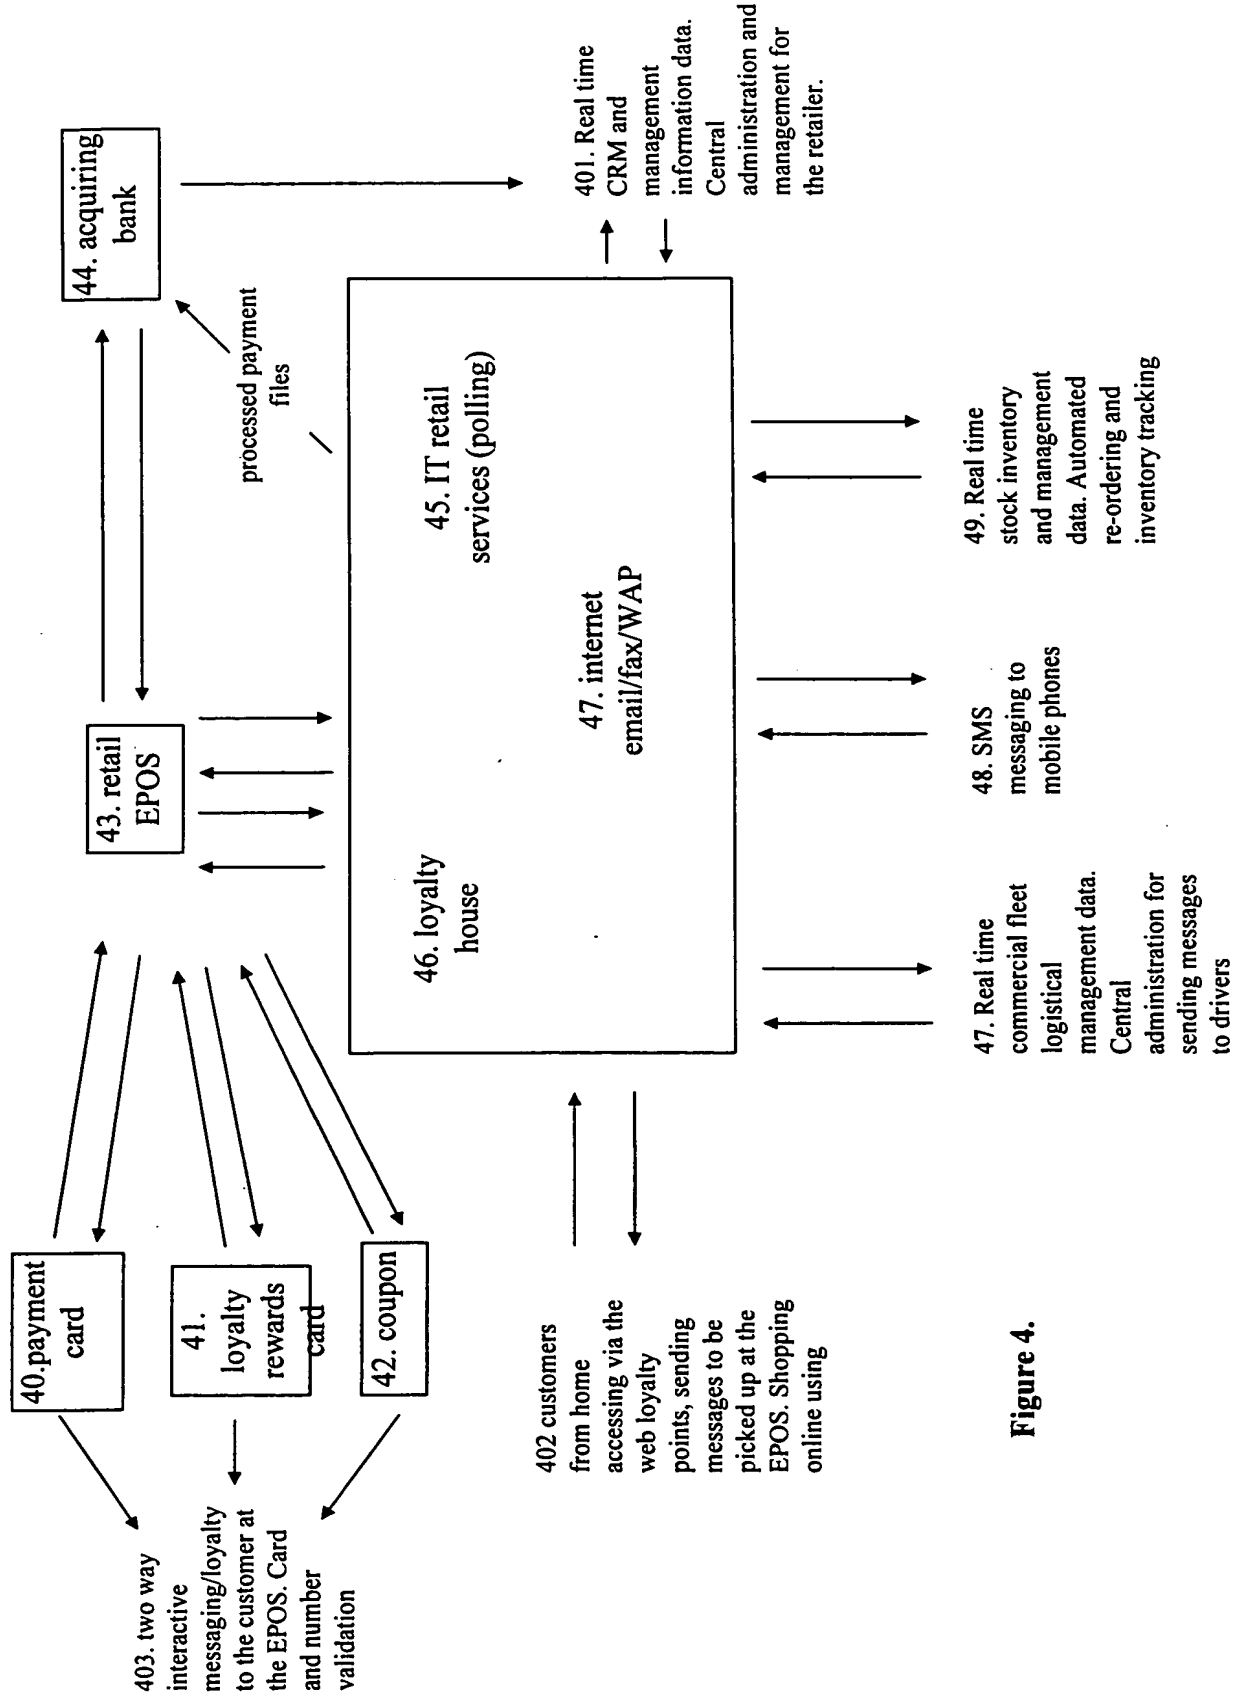 40.payment
card
41.
loyalty
rewards
card
42. coupon
403. two way
interactive
messaging/loyalty
to the customer at
the EPOS. Card
and number
validation
43. retail
EPOS
44. acquiring
bank
processed payment
files
401. Real time
CRM and
management
information data.
Central
administration and
management for
the retailer.
46. loyalty
house
45. IT retail
services (polling)
47. internet
email/fax/WAP
402 customers
from home
accessing via the
web loyalty
points, sending
messages to be
picked up at the
EPOS. Shopping
online using
47. Real time
commercial fleet
logistical
management data.
Central
administration for
sending messages
to drivers
48. SMS
messaging to
mobile phones
49. Real time
stock inventory
and management
data. Automated
re-ordering and
inventory tracking
Figure 4.